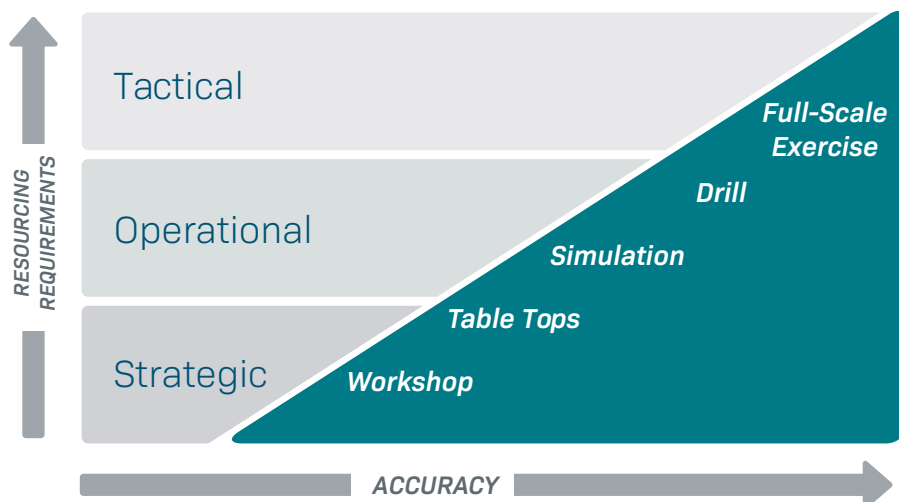 Tactical
Full-Scale
Exercise
Drill
Operational
Simulation
Table Tops
Strategic
Workshop
RESOURCING
REQUIREMENTS
ACCURACY